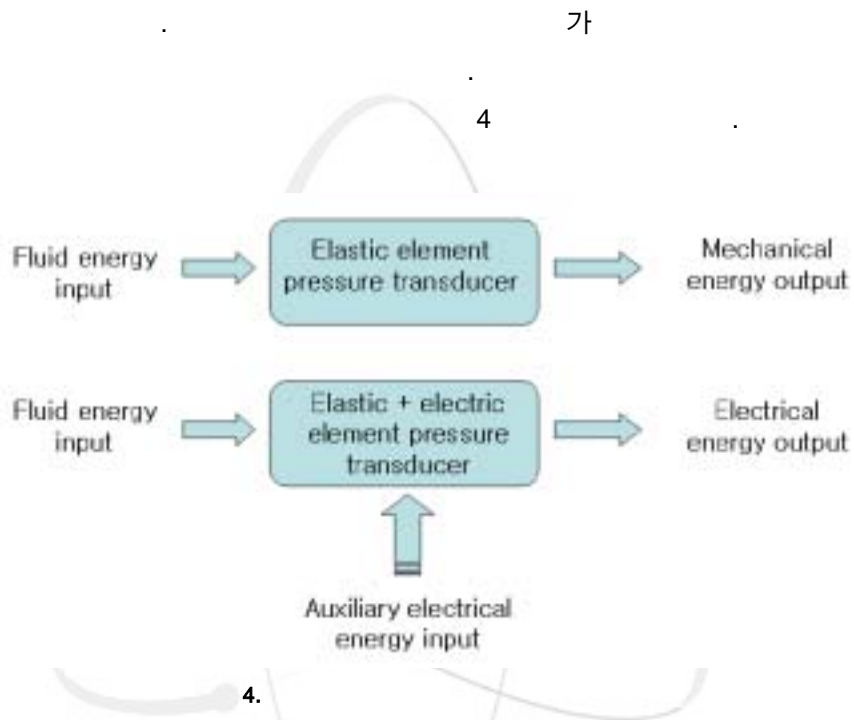 . 가
.
4 .
Fluid energy
input
Elastic element
pressure transducer
Mechanical
energy output
Fluid energy
input
Elastic + electric
element pressure
transducer
Electrical
energy output
Auxiliary electrical
energy input
4.